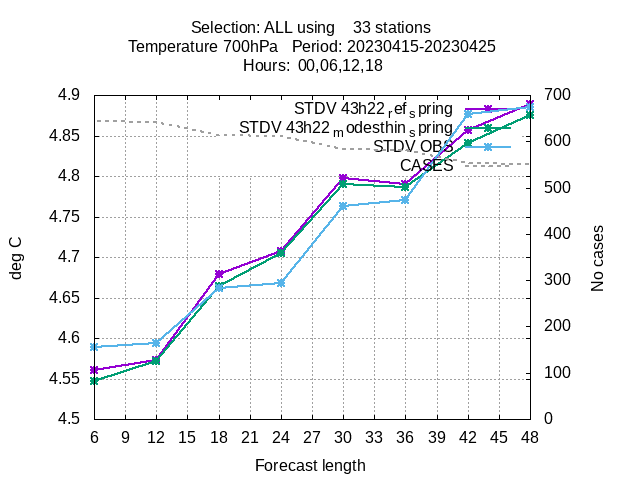 Selection: ALL using    33 stations
Temperature 700hPa   Period: 20230415-20230425
Hours:  00,06,12,18
STDV 43h22_ref_spring
STDV 43h22_modesthin_spring
STDV OBS
CASES
4.9
4.85
4.8
4.75
4.7
4.65
4.6
4.55
4.5
deg C
700
600
500
400
300
200
100
0
No cases
6 9 12 15 18 21 24 27 30 33 36 39 42 45 48
Forecast length